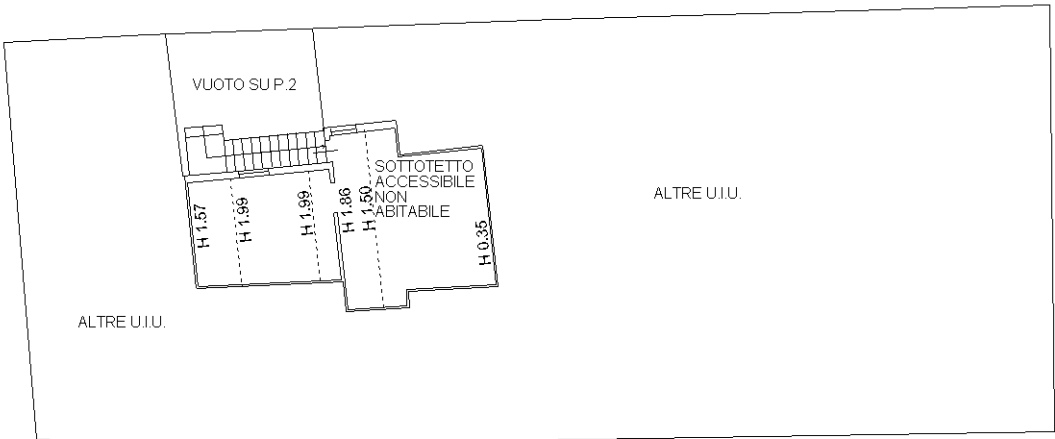 VUOTO SU P.2
SOTTOTETTO
ACCESSIBILE
NON
ABITABILE
ALTRE U.I.U.
H 1.57
H 1.99
H 1.99
H 1.86
H 1.50
H 0.35
ALTRE U.I.U.